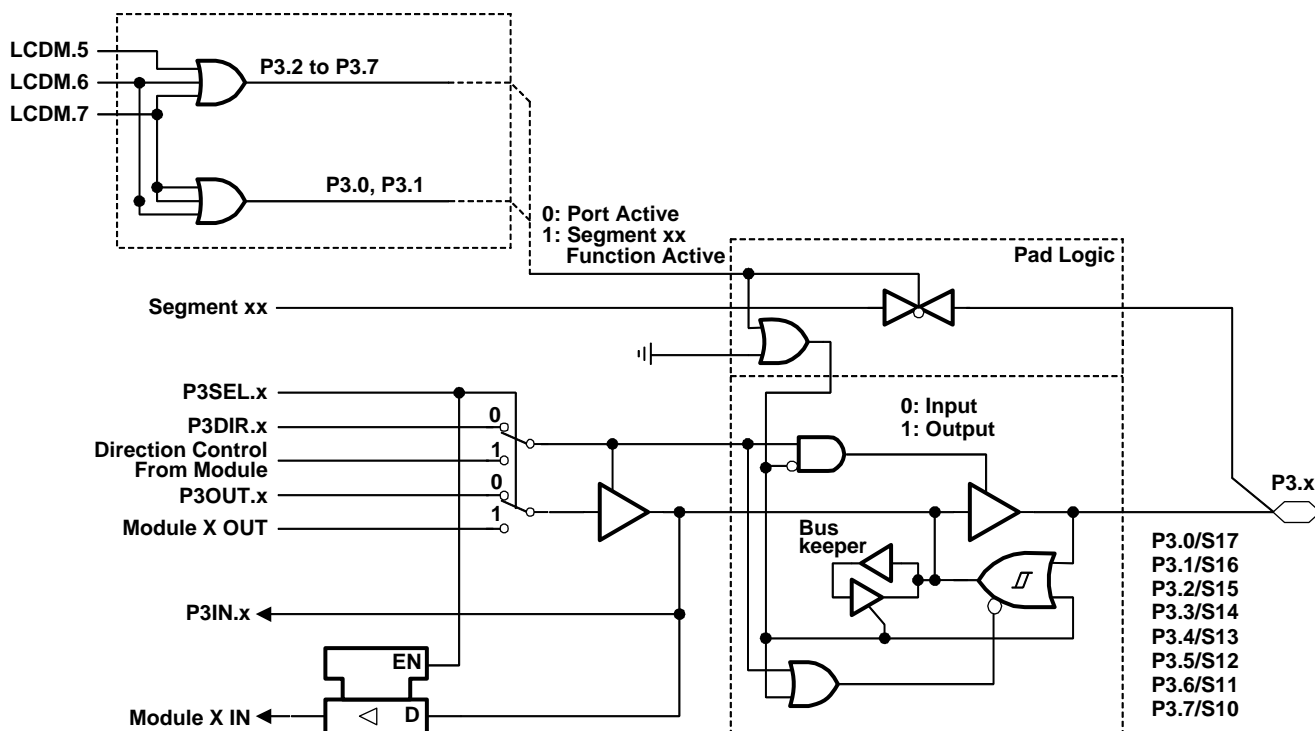 LCDM.5
LCDM.6
LCDM.7
P3.2 to P3.7
P3.0, P3.1
0: Port Active
1: Segment xx
Function Active
Pad Logic
Segment xx
P3SEL.x
P3DIR.x
0
Direction Control
From Module
1
P3OUT.x
0
Module X OUT
1
0: Input
1: Output
P3.x
Bus
keeper
P3.0/S17
P3.1/S16
P3.2/S15
P3.3/S14
P3.4/S13
P3.5/S12
P3.6/S11
P3.7/S10
P3IN.x
EN
D
Module X IN